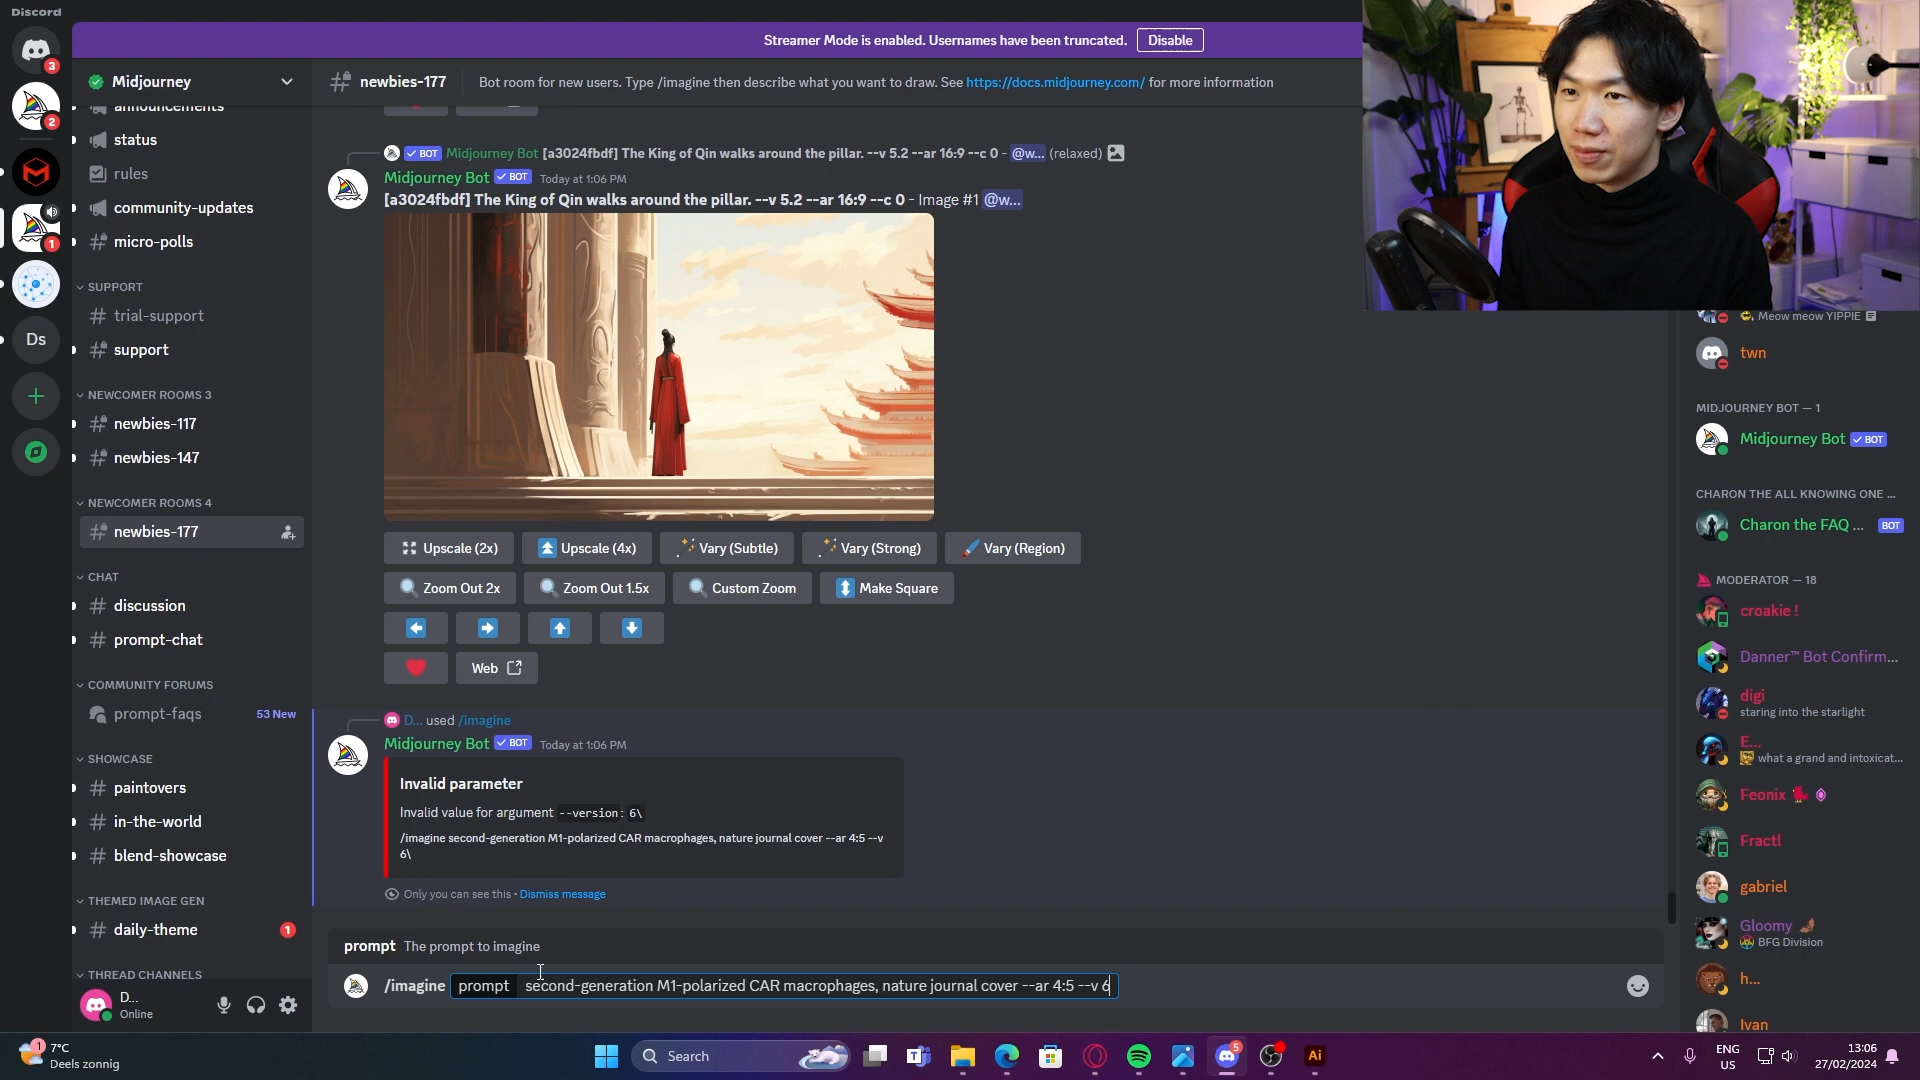 Discord
Streamer Mode is enabled. Usernames have been truncated.
Disable
3
2
1
Ds
Midjourney
announcements
status
rules
community-updates
micro-polls
SUPPORT
trial-support
support
NEWCOMER ROOMS 3
newbies-117
newbies-147
NEWCOMER ROOMS 4
newbies-177
CHAT
discussion
prompt-chat
COMMUNITY FORUMS
prompt-faqs 53 New
SHOWCASE
paintovers
in-the-world
blend-showcase
THEMED IMAGE GEN
daily-theme 1
THREAD CHANNELS
D...
Online
newbies-177 Bot room for new users. Type /imagine then describe what you want to draw. See https://docs.midjourney.com/ for more information
BOT Midjourney Bot [a3024fbdf] The King of Qin walks around the pillar. --v 5.2 --ar 16:9 --c 0 - @w... (relaxed)
Midjourney Bot BOT Today at 1:06 PM
[a3024fbdf] The King of Qin walks around the pillar. --v 5.2 --ar 16:9 --c 0 - Image #1 @w...
Upscale (2x) Upscale (4x) Vary (Subtle) Vary (Strong) Vary (Region)
Zoom Out 2x Zoom Out 1.5x Custom Zoom Make Square
Web
D... used /imagine
Midjourney Bot BOT Today at 1:06 PM
Invalid parameter
Invalid value for argument --version: 6\
/imagine second-generation M1-polarized CAR macrophages, nature journal cover --ar 4:5 --v
6\
Only you can see this • Dismiss message
prompt The prompt to imagine
/imagine prompt second-generation M1-polarized CAR macrophages, nature journal cover --ar 4:5 --v 6
Meow meow YIPPIE
twn
MIDJOURNEY BOT — 1
Midjourney Bot BOT
CHARON THE ALL KNOWING ONE ...
Charon the FAQ ... BOT
MODERATOR — 18
croakie !
Danner™ Bot Confirm...
digi
staring into the starlight
E...
what a grand and intoxicat...
Feonix
Fractl
gabriel
Gloomy
BFG Division
h...
Ivan
1
7°C
Deels zonnig
Search
5
Ai
ENG
US
13:06
27/02/2024